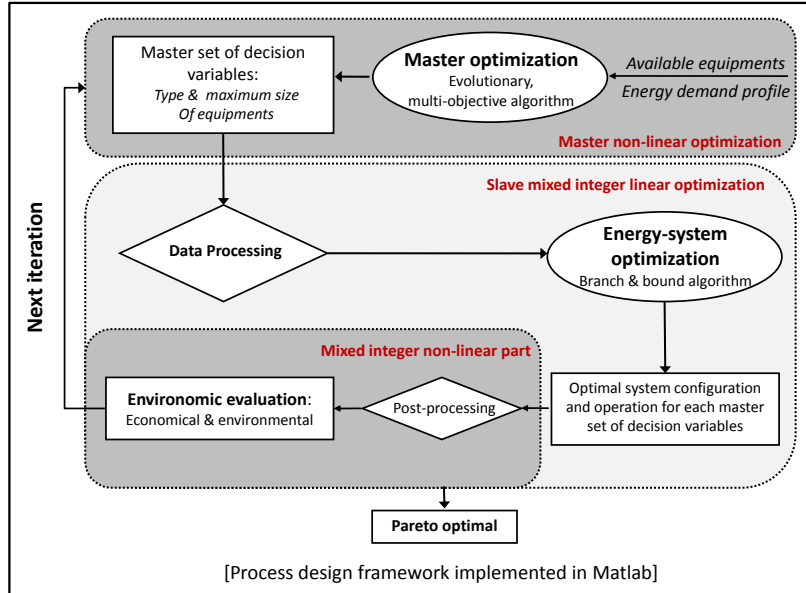 Master set of decision
variables:
Type & maximum size
Of equipments
Master optimization
Evolutionary,
multi-objective algorithm
Available equipments
Energy demand profile
Master non-linear optimization
Slave mixed integer linear optimization
Next iteration
Data Processing
Energy-system
optimization
Branch & bound algorithm
Mixed integer non-linear part
Environomic evaluation:
Economical & environmental
Post-processing
Optimal system configuration
and operation for each master
set of decision variables
Pareto optimal
[Process design framework implemented in Matlab]